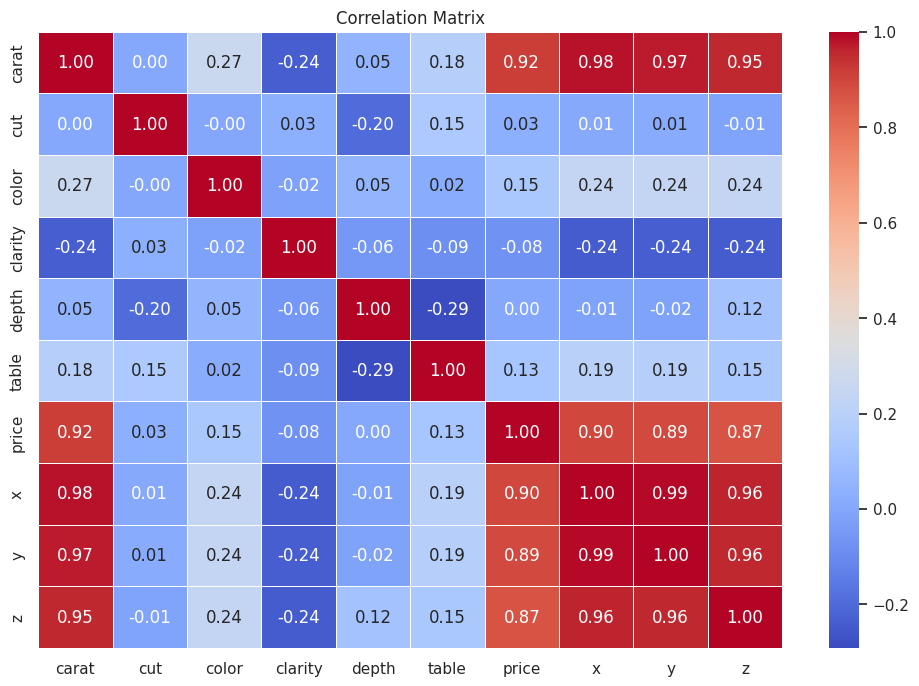 Correlation Matrix
carat 1.00 0.00 0.27 -0.24 0.05 0.18 0.92 0.98 0.97 0.95
cut 0.00 1.00 -0.00 0.03 -0.20 0.15 0.03 0.01 0.01 -0.01
color 0.27 -0.00 1.00 -0.02 0.05 0.02 0.15 0.24 0.24 0.24
clarity -0.24 0.03 -0.02 1.00 -0.06 -0.09 -0.08 -0.24 -0.24 -0.24
depth 0.05 -0.20 0.05 -0.06 1.00 -0.29 0.00 -0.01 -0.02 0.12
table 0.18 0.15 0.02 -0.09 -0.29 1.00 0.13 0.19 0.19 0.15
price 0.92 0.03 0.15 -0.08 0.00 0.13 1.00 0.90 0.89 0.87
x 0.98 0.01 0.24 -0.24 -0.01 0.19 0.90 1.00 0.99 0.96
y 0.97 0.01 0.24 -0.24 -0.02 0.19 0.89 0.99 1.00 0.96
z 0.95 -0.01 0.24 -0.24 0.12 0.15 0.87 0.96 0.96 1.00
carat cut color clarity depth table price x y z
1.0
0.8
0.6
0.4
0.2
0.0
−0.2